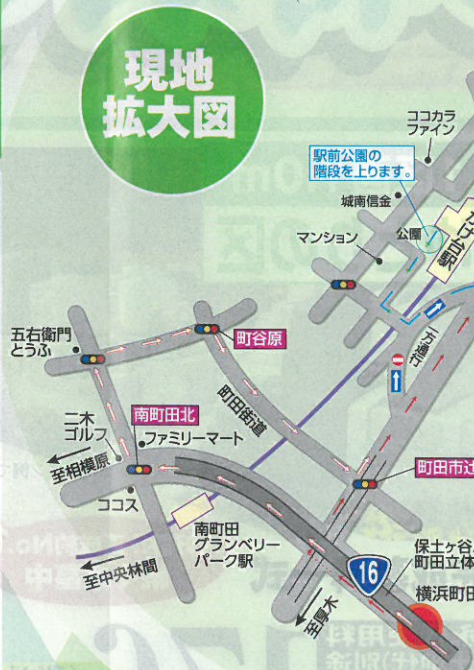 現地
拡大図
ココカラ
ファイン
駅前公園の
階段を上ります。
城南信金
マンション
公園
け台駅
一方通行
五右衛門
とうふ
町谷原
二木
ゴルフ
南町田北
ファミリーマート
町田街道
至相模原
ココス
町田市辻
南町田
グランベリー
パーク駅
至中央林間
16
保土ヶ谷
町田立体
横浜町田
至厚木